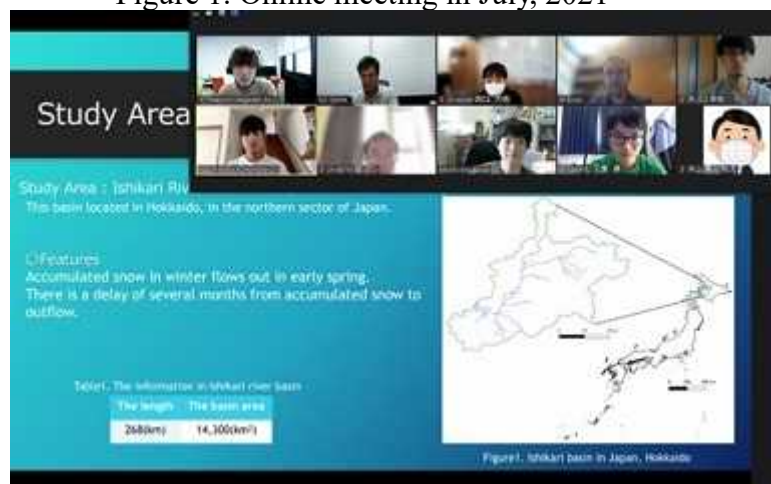 Figure 1. Online meeting in July, 2021
Study Area
Study Area : Ishikari Riv
This basin located in Hokkaido, in the northern sector of Japan.
〇Features
Accumulated snow in winter flows out in early spring.
There is a delay of several months from accumulated snow to
outflow.
Table1. The information in Ishikari river basin
The length The basin area
268(km) 14,300(km²)
Figure1. Ishikari basin in Japan, Hokkaido